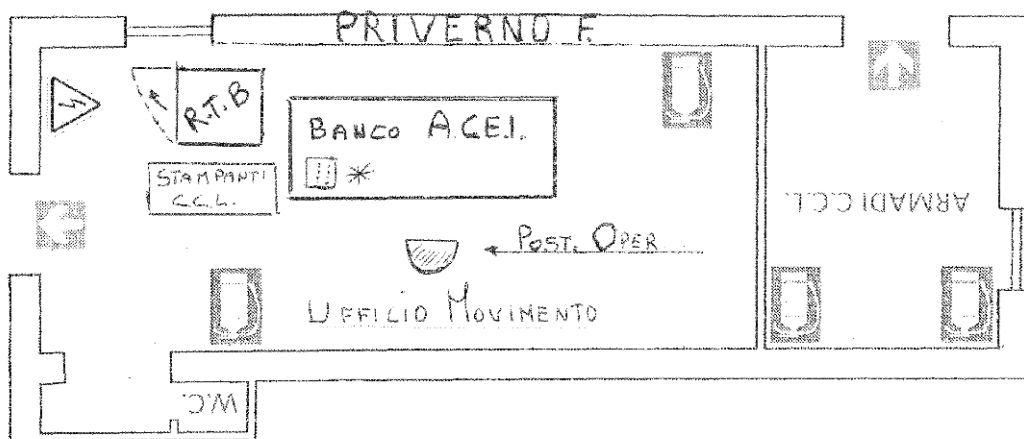 PRIVERNO F.
R.T.B
BANCO A.C.E.I.
STAMPANTI
C.C.L.
POST. OPER
UFFICIO MOVIMENTO
ARMADI C.C.L.
W.C.